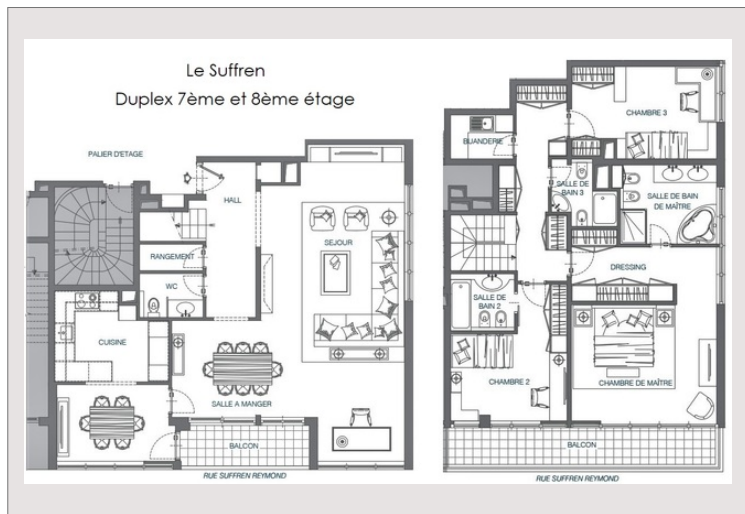 Le Suffren
Duplex 7ème et 8ème étage
PALIER D'ETAGE
HALL
SEJOUR
RANGEMENT
WC
CUISINE
SALLE A MANGER
BALCON
RUE SUFFREN REYMOND
CHAMBRE 3
BUANDERIE
SALLE DE
BAIN 3
SALLE DE BAIN
DE MAÎTRE
DRESSING
SALLE DE
BAIN 2
CHAMBRE 2
CHAMBRE DE MAÎTRE
BALCON
RUE SUFFREN REYMOND